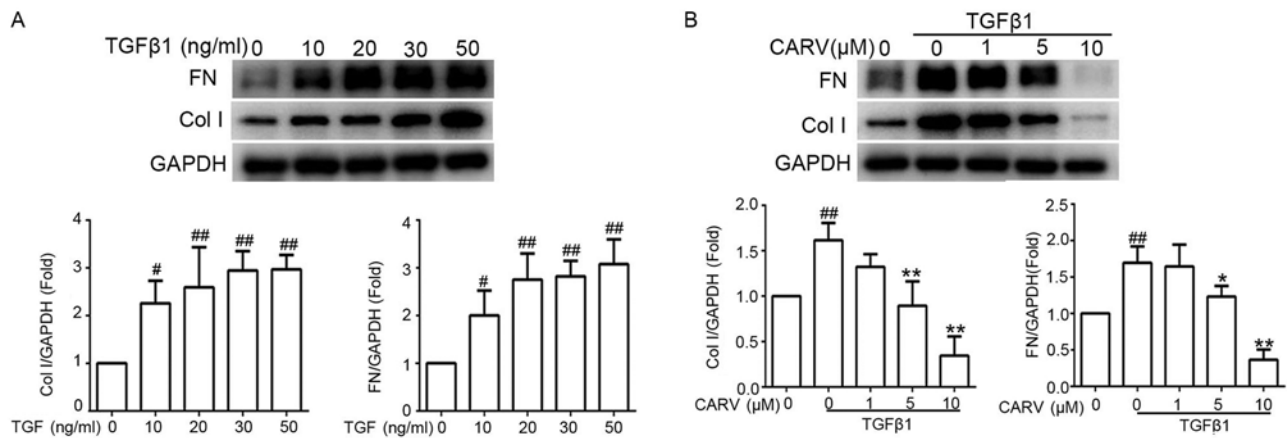 A
TGFβ1 (ng/ml) 0 10 20 30 50
FN
Col I
GAPDH
Col I/GAPDH (Fold)
4
3
2
1
0
# ## ## ##
0 10 20 30 50
TGF (ng/ml)
FN/GAPDH (Fold)
4
3
2
1
0
# ## ## ##
0 10 20 30 50
TGF (ng/ml)
B
TGFβ1
CARV(μM) 0 0 1 5 10
FN
Col I
GAPDH
Col I/GAPDH (Fold)
2.0
1.5
1.0
0.5
0.0
## ** **
CARV (μM) 0 0 1 5 10
TGFβ1
FN/GAPDH(Fold)
2.5
2.0
1.5
1.0
0.5
0.0
## * **
CARV (μM) 0 0 1 5 10
TGFβ1